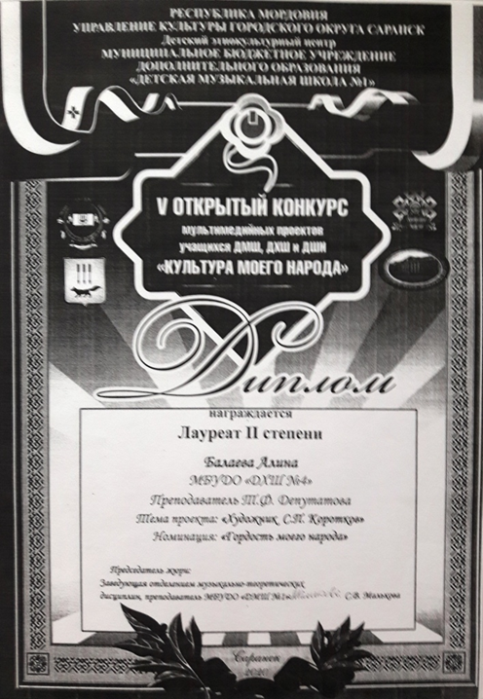 РЕСПУБЛИКА МОРДОВИЯ
УПРАВЛЕНИЕ КУЛЬТУРЫ ГОРОДСКОГО ОКРУГА САРАНСК
Детский этнокультурный центр
МУНИЦИПАЛЬНОЕ БЮДЖЕТНОЕ УЧРЕЖДЕНИЕ
ДОПОЛНИТЕЛЬНОГО ОБРАЗОВАНИЯ
«ДЕТСКАЯ МУЗЫКАЛЬНАЯ ШКОЛА №1»
V ОТКРЫТЫЙ КОНКУРС
мультимедийных проектов
учащихся ДМШ, ДХШ и ДШИ
«КУЛЬТУРА МОЕГО НАРОДА»
Диплом
награждается
Лауреат II степени
Балаева Алина
МБУДО «ДХШ №4»
Преподаватель Т.Ф. Депутатова
Тема проекта: «Художник С.П. Коротков»
Номинация: «Гордость моего народа»
Председатель жюри:
Заведующая отделением музыкально-теоретических
дисциплин, преподаватель МБУДО «ДМШ №1» С.В. Малькова
Саранск